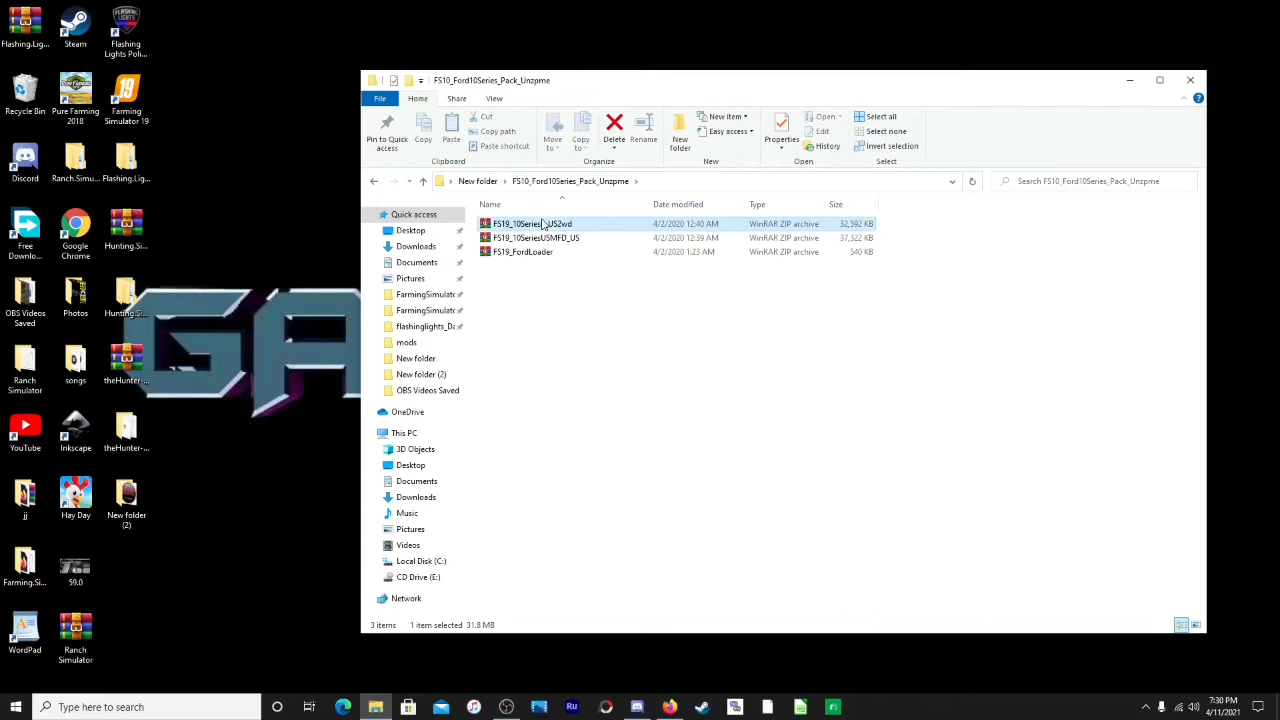 Flashing.Lig...
Steam
Flashing
Lights Poli...
Recycle Bin
Pure Farming
2018
Farming
Simulator 19
Discord
Ranch.Simu...
Flashing.Lig...
Free
Downlo...
Google
Chrome
Hunting.Si...
OBS Videos
Saved
Photos
Hunting.Si...
Ranch
Simulator
songs
theHunter-...
YouTube
Inkscape
theHunter-...
jj
Hay Day
New folder
(2)
Farming.Si...
59.0
WordPad
Ranch
Simulator
GA
FS10_Ford10Series_Pack_Unzpme
File
Home
Share
View
Pin to Quick
access
Copy
Paste
Cut
Copy path
Paste shortcut
Clipboard
Move
to
Copy
to
Delete
Rename
Organize
New
folder
New item
Easy access
New
Properties
Open
Edit
History
Open
Select all
Select none
Invert selection
Select
New folder > FS10_Ford10Series_Pack_Unzpme >
Search FS10_Ford10Series_Pack_Unzpme
Name Date modified Type Size
4/2/2020 12:40 AM WinRAR ZIP archive 32,592 KB
FS19_10SeriesUSMFD_US 4/2/2020 12:39 AM WinRAR ZIP archive 37,322 KB
FS19_FordLoader 4/2/2020 1:23 AM WinRAR ZIP archive 540 KB
Quick access
Desktop
Downloads
Documents
Pictures
FarmingSimulato
FarmingSimulato
flashinglights_Da
mods
New folder
New folder (2)
OBS Videos Saved
OneDrive
This PC
3D Objects
Desktop
Documents
Downloads
Music
Pictures
Videos
Local Disk (C:)
CD Drive (E:)
Network
3 items 1 item selected 31.8 MB
Type here to search
7:30 PM
4/11/2021